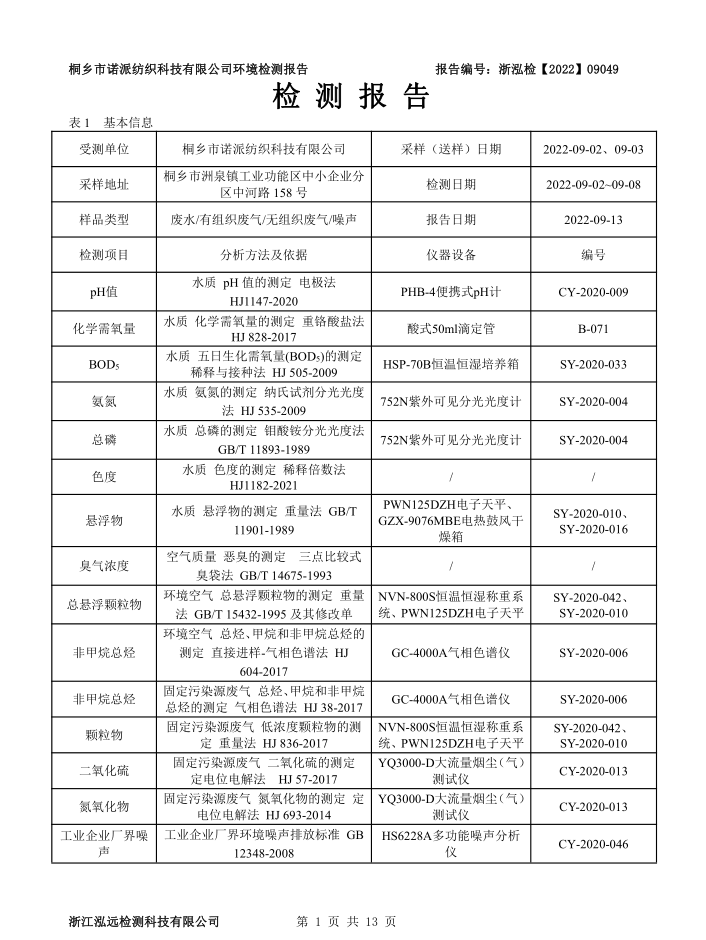 桐乡市诺派纺织科技有限公司环境检测报告 报告编号：浙泓检【2022】09049
检 测 报 告
表 1 基本信息
受测单位 桐乡市诺派纺织科技有限公司 采样（送样）日期 2022-09-02、09-03
采样地址 桐乡市洲泉镇工业功能区中小企业分
区中河路 158 号 检测日期 2022-09-02~09-08
样品类型 废水/有组织废气/无组织废气/噪声 报告日期 2022-09-13
检测项目 分析方法及依据 仪器设备 编号
pH值 水质 pH 值的测定 电极法
HJ1147-2020 PHB-4便携式pH计 CY-2020-009
化学需氧量 水质 化学需氧量的测定 重铬酸盐法
HJ 828-2017 酸式50ml滴定管 B-071
BOD₅ 水质 五日生化需氧量(BOD₅)的测定
稀释与接种法 HJ 505-2009 HSP-70B恒温恒湿培养箱 SY-2020-033
氨氮 水质 氨氮的测定 纳氏试剂分光光度
法 HJ 535-2009 752N紫外可见分光光度计 SY-2020-004
总磷 水质 总磷的测定 钼酸铵分光光度法
GB/T 11893-1989 752N紫外可见分光光度计 SY-2020-004
色度 水质 色度的测定 稀释倍数法
HJ1182-2021 / /
悬浮物 水质 悬浮物的测定 重量法 GB/T
11901-1989 PWN125DZH电子天平、
GZX-9076MBE电热鼓风干
燥箱 SY-2020-010、
SY-2020-016
臭气浓度 空气质量 恶臭的测定 三点比较式
臭袋法 GB/T 14675-1993 / /
总悬浮颗粒物 环境空气 总悬浮颗粒物的测定 重量
法 GB/T 15432-1995 及其修改单 NVN-800S恒温恒湿称重系
统、PWN125DZH电子天平 SY-2020-042、
SY-2020-010
非甲烷总烃 环境空气 总烃、甲烷和非甲烷总烃的
测定 直接进样-气相色谱法 HJ
604-2017 GC-4000A气相色谱仪 SY-2020-006
非甲烷总烃 固定污染源废气 总烃、甲烷和非甲烷
总烃的测定 气相色谱法 HJ 38-2017 GC-4000A气相色谱仪 SY-2020-006
颗粒物 固定污染源废气 低浓度颗粒物的测
定 重量法 HJ 836-2017 NVN-800S恒温恒湿称重系
统、PWN125DZH电子天平 SY-2020-042、
SY-2020-010
二氧化硫 固定污染源废气 二氧化硫的测定
定电位电解法 HJ 57-2017 YQ3000-D大流量烟尘（气）
测试仪 CY-2020-013
氮氧化物 固定污染源废气 氮氧化物的测定 定
电位电解法 HJ 693-2014 YQ3000-D大流量烟尘（气）
测试仪 CY-2020-013
工业企业厂界噪
声 工业企业厂界环境噪声排放标准 GB
12348-2008 HS6228A多功能噪声分析
仪 CY-2020-046
浙江泓远检测科技有限公司 第 1 页 共 13 页